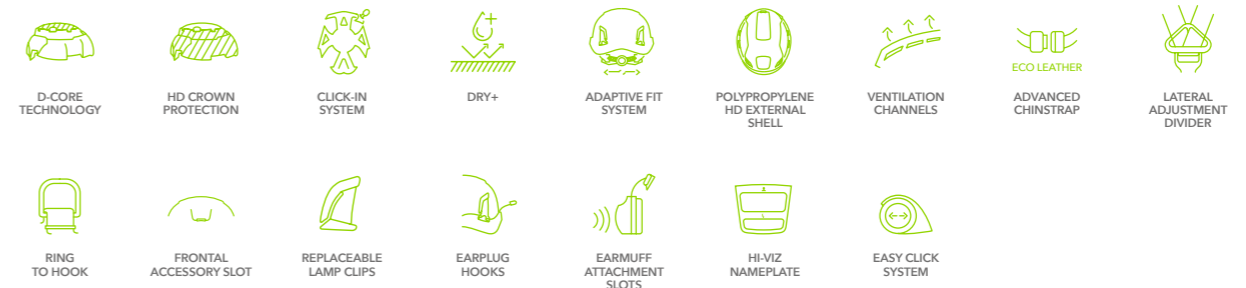 ECO LEATHER
D-CORE
TECHNOLOGY
HD CROWN
PROTECTION
CLICK-IN
SYSTEM
DRY+
ADAPTIVE FIT
SYSTEM
POLYPROPYLENE
HD EXTERNAL
SHELL
VENTILATION
CHANNELS
ADVANCED
CHINSTRAP
LATERAL
ADJUSTMENT
DIVIDER
RING
TO HOOK
FRONTAL
ACCESSORY SLOT
REPLACEABLE
LAMP CLIPS
EARPLUG
HOOKS
EARMUFF
ATTACHMENT
SLOTS
HI-VIZ
NAMEPLATE
EASY CLICK
SYSTEM